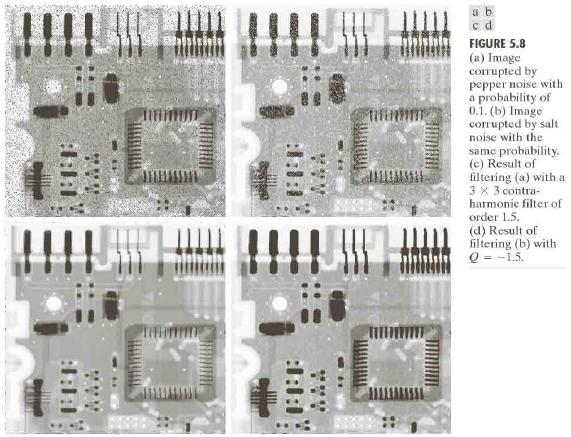 a b
c d
FIGURE 5.8
(a) Image
corrupted by
pepper noise with
a probability of
0.1. (b) Image
corrupted by salt
noise with the
same probability.
(c) Result of
filtering (a) with a
3 × 3 contra-
harmonic filter of
order 1.5.
(d) Result of
filtering (b) with
Q = −1.5.